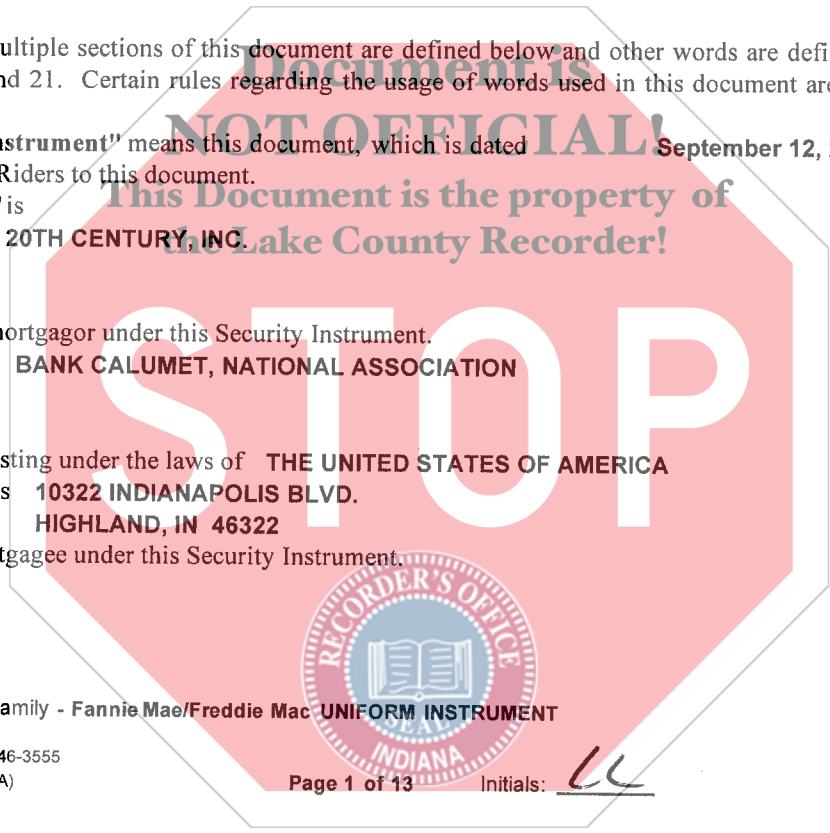 ultiple sections of this document are defined below and other words are defi
nd 21. Certain rules regarding the usage of words used in this document are
Document is
NOT OFFICIAL!
This Document is the property of
the Lake County Recorder!
nstrument" means this document, which is dated September 12,
Riders to this document.
" is
20TH CENTURY, INC.
STOP
ortgagor under this Security Instrument.
BANK CALUMET, NATIONAL ASSOCIATION
sting under the laws of THE UNITED STATES OF AMERICA
s 10322 INDIANAPOLIS BLVD.
HIGHLAND, IN 46322
tgagee under this Security Instrument.
RECORDER'S OFFICE
SEAL
INDIANA
amily - Fannie Mae/Freddie Mac UNIFORM INSTRUMENT
46-3555
A)
Page 1 of 13 Initials: